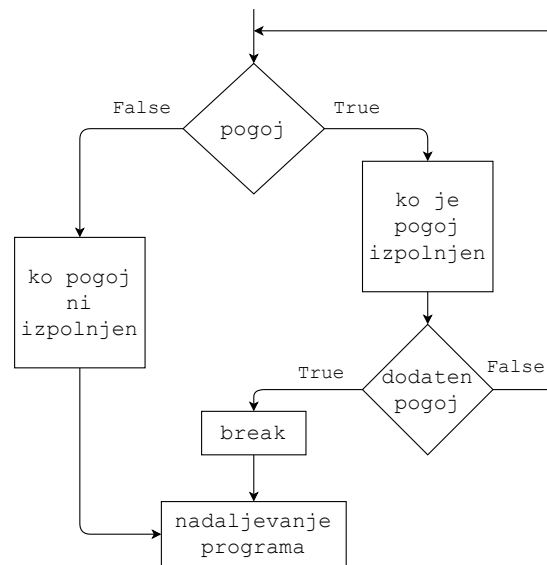 False
True
pogoj
ko je
pogoj
izpolnjen
ko pogoj
ni
izpolnjen
True
dodaten
pogoj
False
break
nadaljevanje
programa